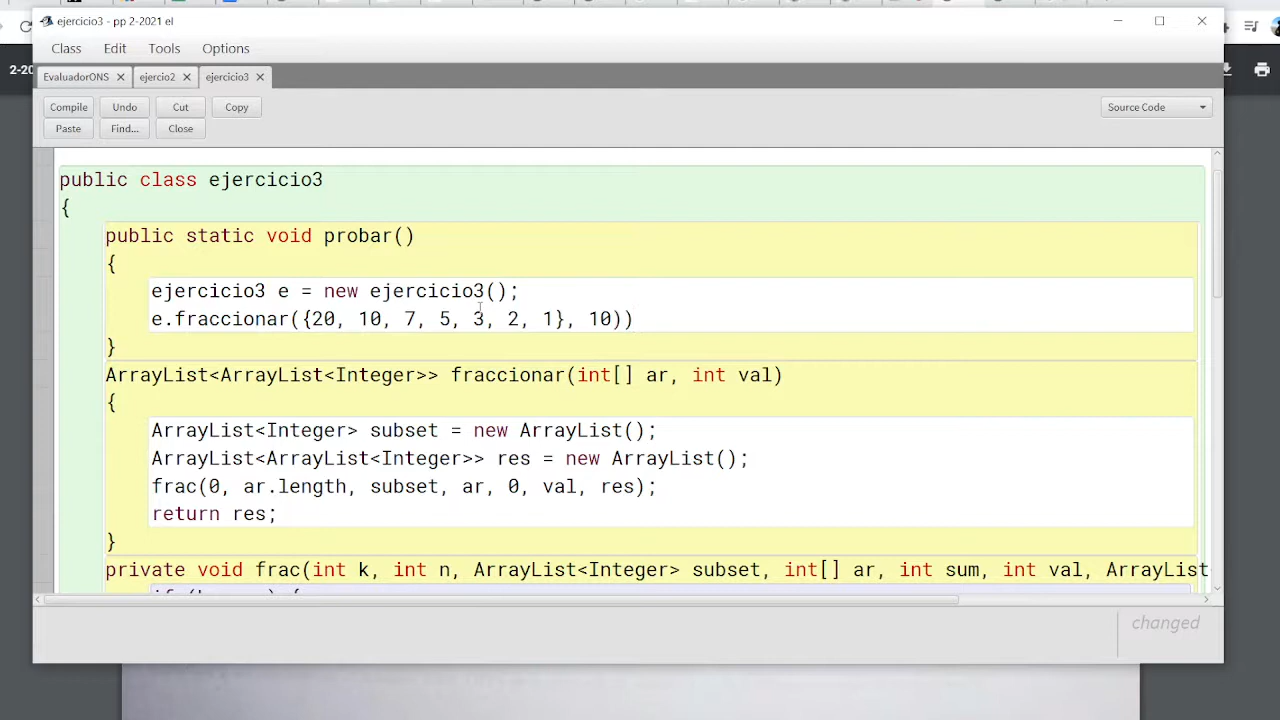 ejercicio3 - pp 2-2021 el
Class Edit Tools Options
2-20
EvaluadorONS ejercio2 ejercicio3
Compile Undo Cut Copy Source Code
Paste Find... Close
public class ejercicio3
{
public static void probar()
{
ejercicio3 e = new ejercicio3();
e.fraccionar({20, 10, 7, 5, 3, 2, 1}, 10))
}
ArrayList<ArrayList<Integer>> fraccionar(int[] ar, int val)
{
ArrayList<Integer> subset = new ArrayList();
ArrayList<ArrayList<Integer>> res = new ArrayList();
frac(0, ar.length, subset, ar, 0, val, res);
return res;
}
private void frac(int k, int n, ArrayList<Integer> subset, int[] ar, int sum, int val, ArrayList
changed